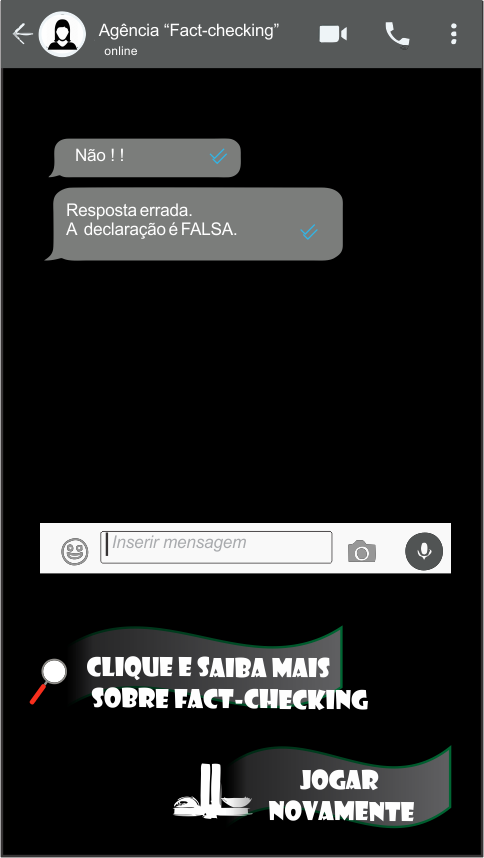 Agência “Fact-checking”
online
Não ! !
Resposta errada.
A declaração é FALSA.
Inserir mensagem
CLIQUE E SAIBA MAIS
SOBRE FACT-CHECKING
JOGAR
NOVAMENTE